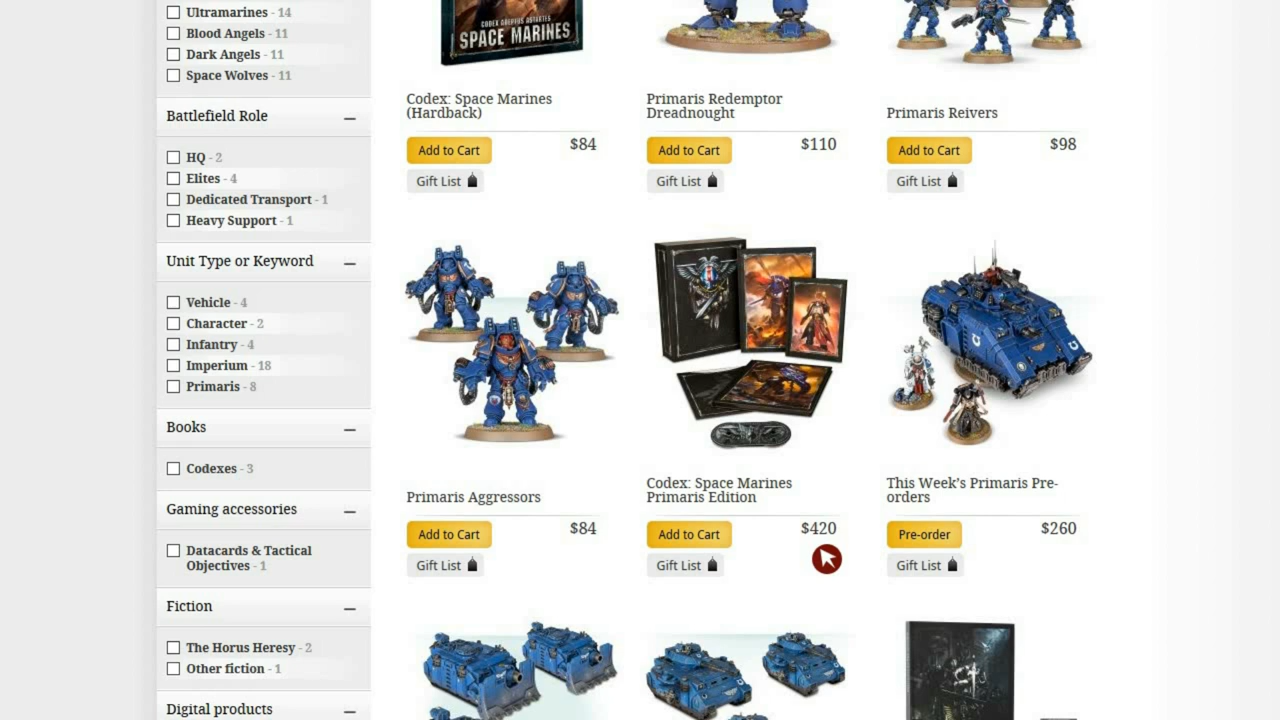 Ultramarines - 14
Blood Angels - 11
Dark Angels - 11
Space Wolves - 11
Battlefield Role
HQ - 2
Elites - 4
Dedicated Transport - 1
Heavy Support - 1
Unit Type or Keyword
Vehicle - 4
Character - 2
Infantry - 4
Imperium - 18
Primaris - 8
Books
Codexes - 3
Gaming accessories
Datacards & Tactical
Objectives - 1
Fiction
The Horus Heresy - 2
Other fiction - 1
Digital products
CODEX ADEPTUS ASTARTES
SPACE MARINES
Codex: Space Marines
(Hardback)
Add to Cart
$84
Gift List
Primaris Redemptor
Dreadnought
Add to Cart
$110
Gift List
Primaris Reivers
Add to Cart
$98
Gift List
Primaris Aggressors
Add to Cart
$84
Gift List
Codex: Space Marines
Primaris Edition
Add to Cart
$420
Gift List
This Week's Primaris Pre-
orders
Pre-order
$260
Gift List